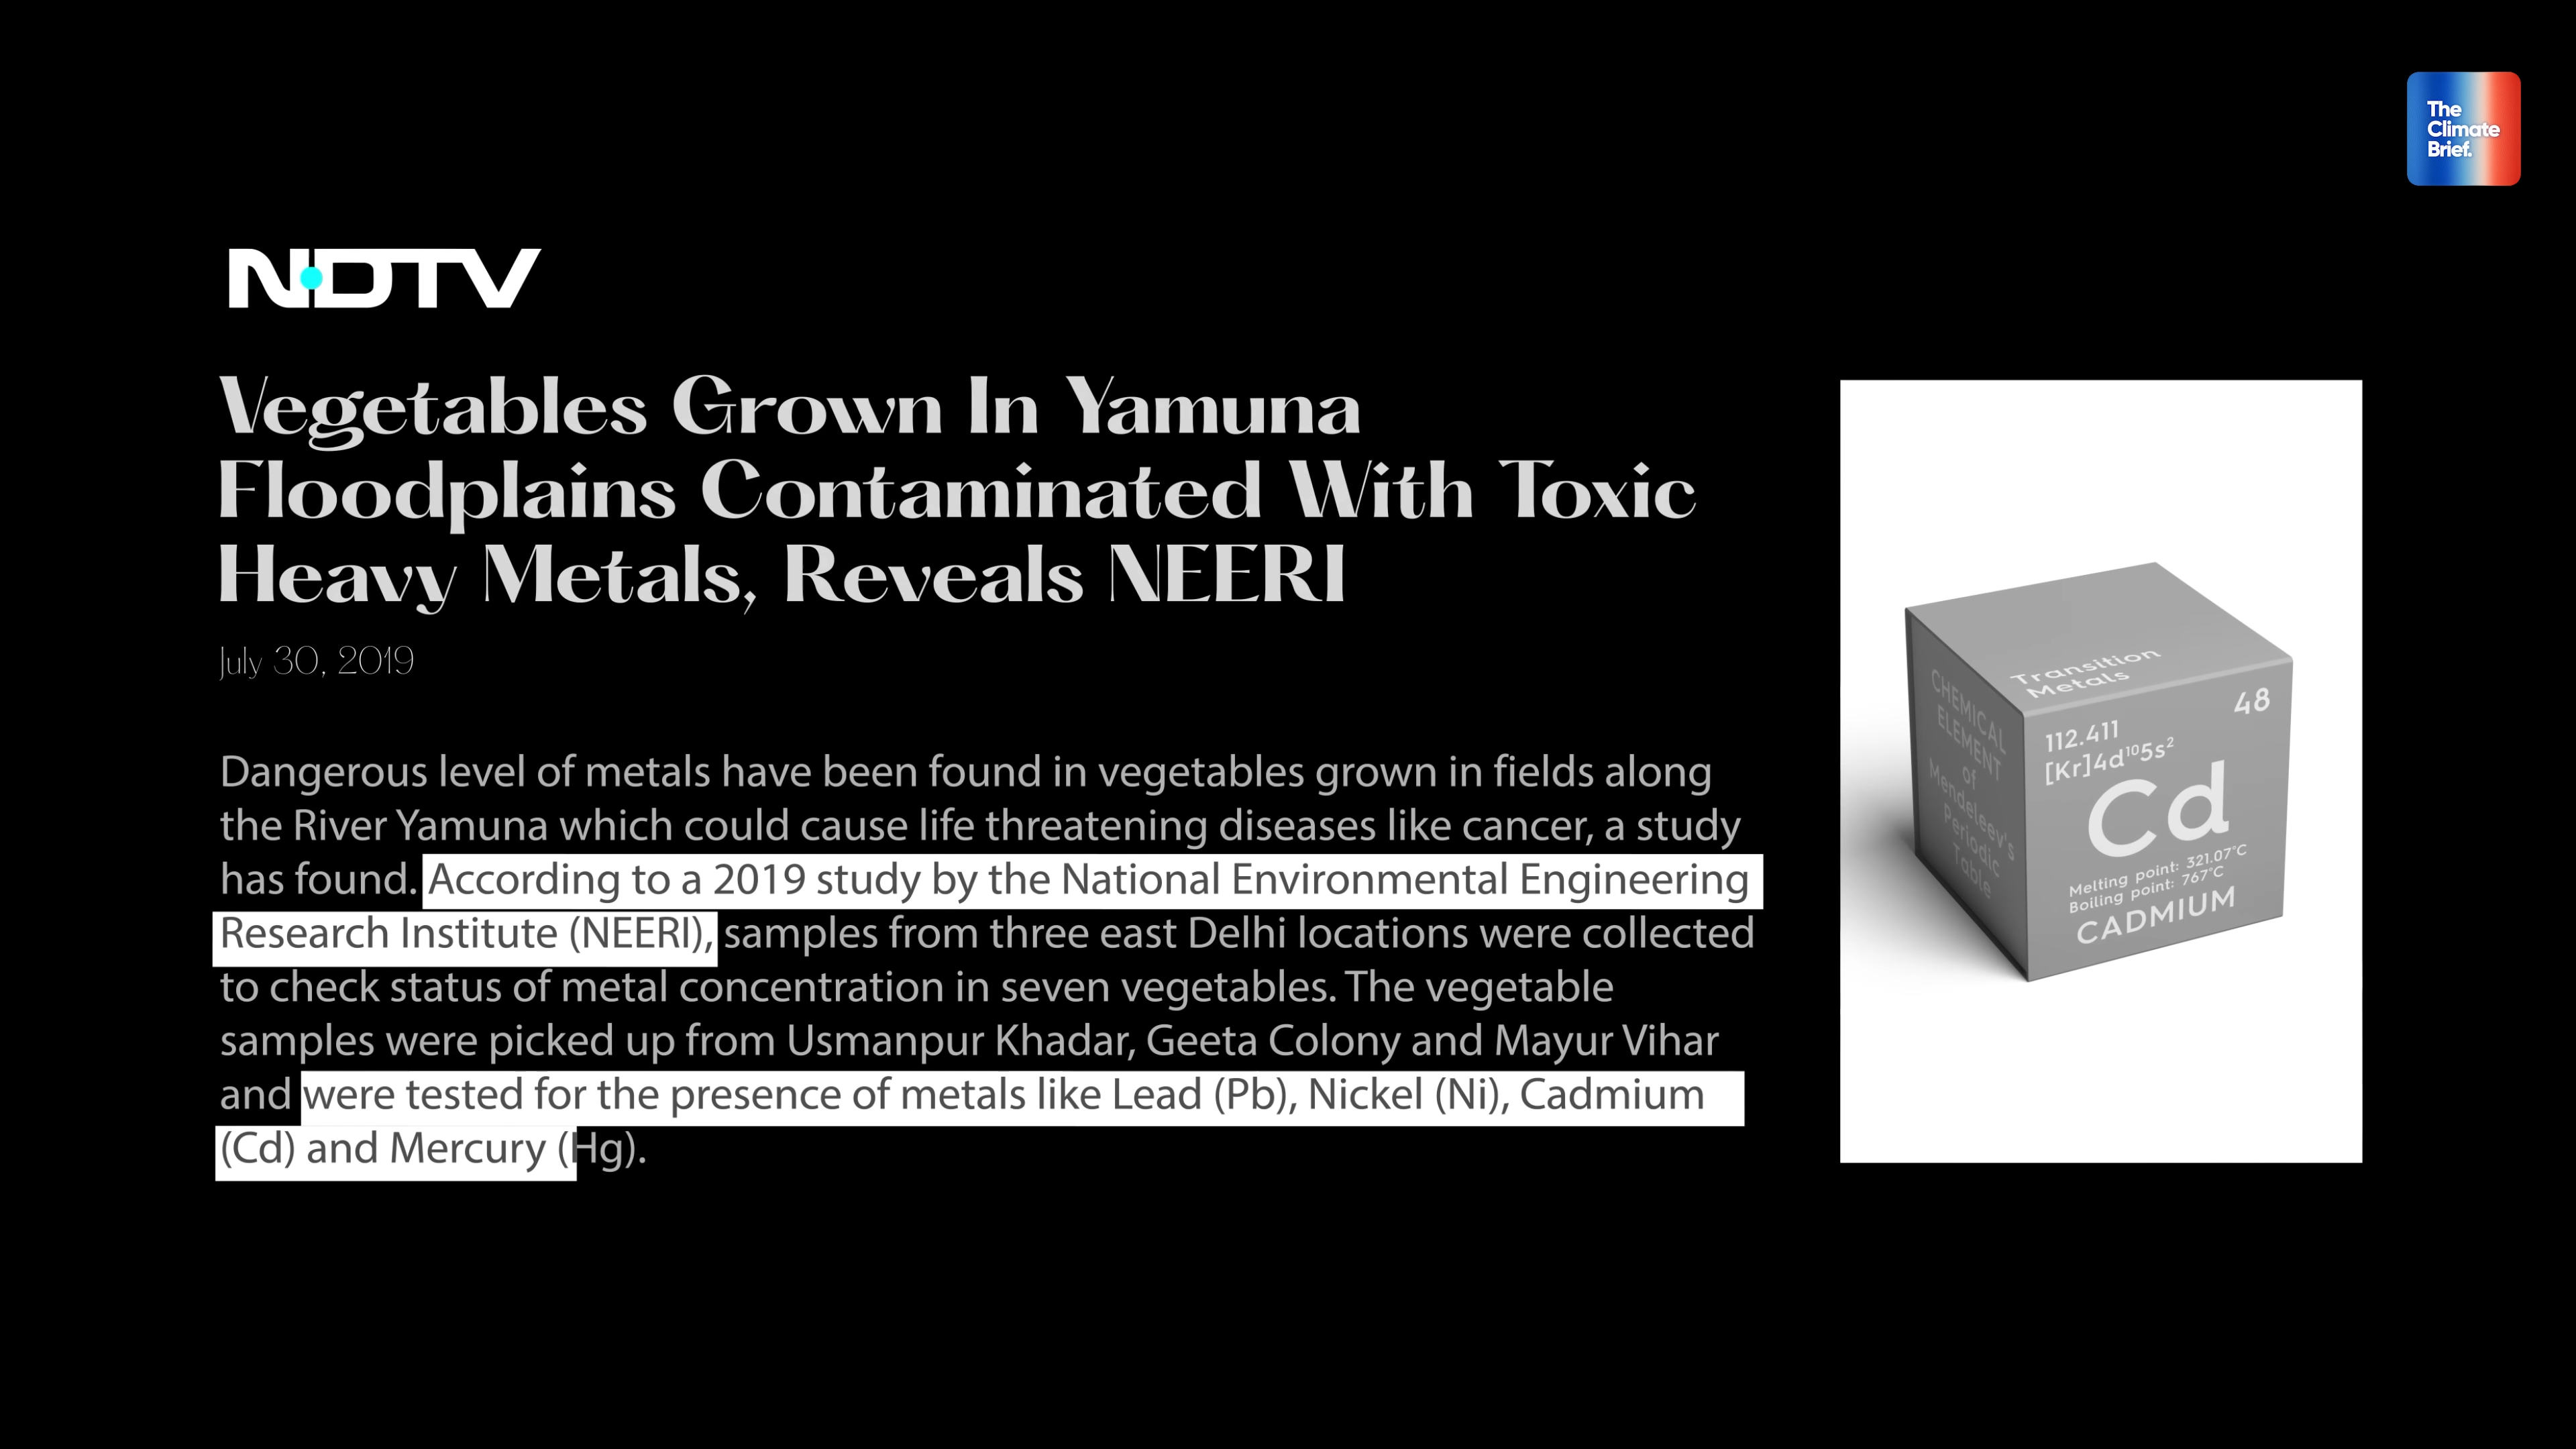 The
Climate
Brief.
NDTV
Vegetables Grown In Yamuna
Floodplains Contaminated With Toxic
Heavy Metals, Reveals NEERI
July 30, 2019
Dangerous level of metals have been found in vegetables grown in fields along
the River Yamuna which could cause life threatening diseases like cancer, a study
has found. According to a 2019 study by the National Environmental Engineering
Research Institute (NEERI), samples from three east Delhi locations were collected
to check status of metal concentration in seven vegetables. The vegetable
samples were picked up from Usmanpur Khadar, Geeta Colony and Mayur Vihar
and were tested for the presence of metals like Lead (Pb), Nickel (Ni), Cadmium
(Cd) and Mercury (Hg).
Transition
Metals
CHEMICAL
ELEMENT
of
Mendeleev's
Periodic
Table
48
112.411
[Kr]4d¹⁰5s²
Cd
Melting point: 321.07°C
Boiling point: 767°C
CADMIUM